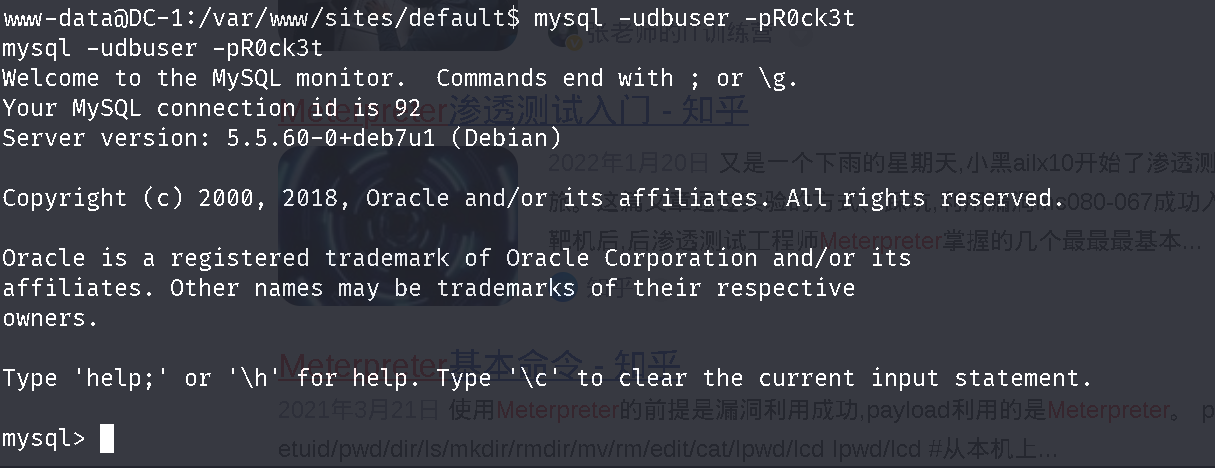 www-data@DC-1:/var/www/sites/default$ mysql -udbuser -pR0ck3t
张老师的IT训练营
mysql -udbuser -pR0ck3t
Welcome to the MySQL monitor.  Commands end with ; or \g.
Your MySQL connection id is 92
Meterpreter渗透测试入门 - 知乎
Server version: 5.5.60-0+deb7u1 (Debian)
2022年1月20日 又是一个下雨的星期天,小黑ailx10开始了渗透测
Copyright (c) 2000, 2018, Oracle and/or its affiliates. All rights reserved.
靶机后,后渗透测试工程师Meterpreter掌握的几个最最最基本...
Oracle is a registered trademark of Oracle Corporation and/or its
affiliates. Other names may be trademarks of their respective
知乎
owners.
Meterpreter基本命令 - 知乎
Type 'help;' or '\h' for help. Type '\c' to clear the current input statement.
2021年3月21日 使用Meterpreter的前提是漏洞利用成功,payload利用的是Meterpreter。 p
mysql>
etuid/pwd/dir/ls/mkdir/rmdir/mv/rm/edit/cat/lpwd/lcd lpwd/lcd #从本机上...